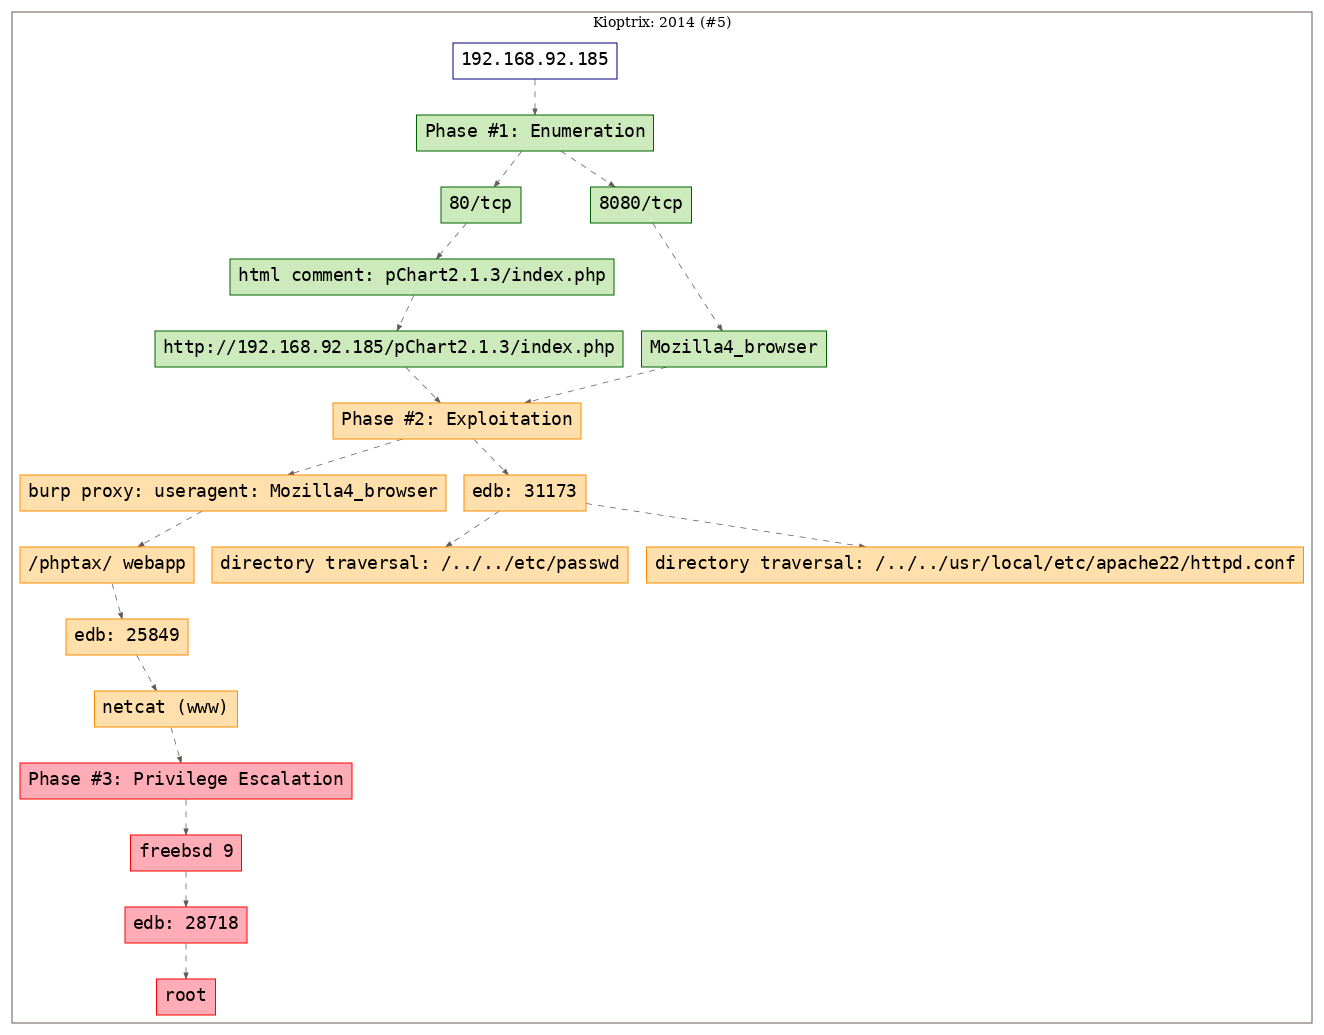 Kioptrix: 2014 (#5)
192.168.92.185
Phase #1: Enumeration
80/tcp
8080/tcp
html comment: pChart2.1.3/index.php
http://192.168.92.185/pChart2.1.3/index.php
Mozilla4_browser
Phase #2: Exploitation
burp proxy: useragent: Mozilla4_browser
edb: 31173
/phptax/ webapp
directory traversal: /../../etc/passwd
directory traversal: /../../usr/local/etc/apache22/httpd.conf
edb: 25849
netcat (www)
Phase #3: Privilege Escalation
freebsd 9
edb: 28718
root